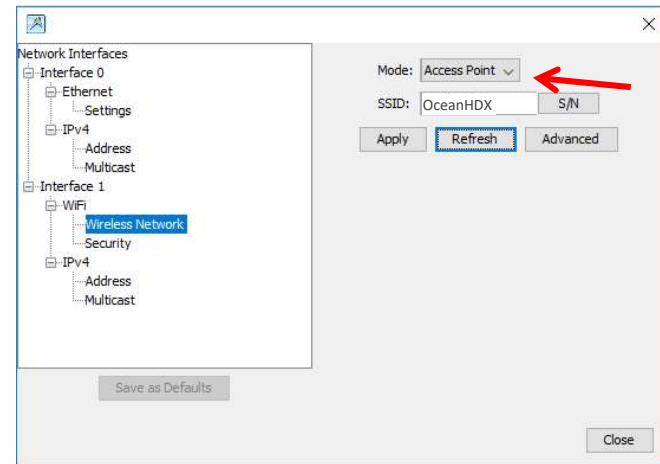 Network Interfaces
Interface 0
Ethernet
Settings
IPv4
Address
Multicast
Interface 1
WiFi
Wireless Network
Security
IPv4
Address
Multicast
Save as Defaults
Mode: Access Point
SSID: OceanHDX S/N
Apply Refresh Advanced
Close